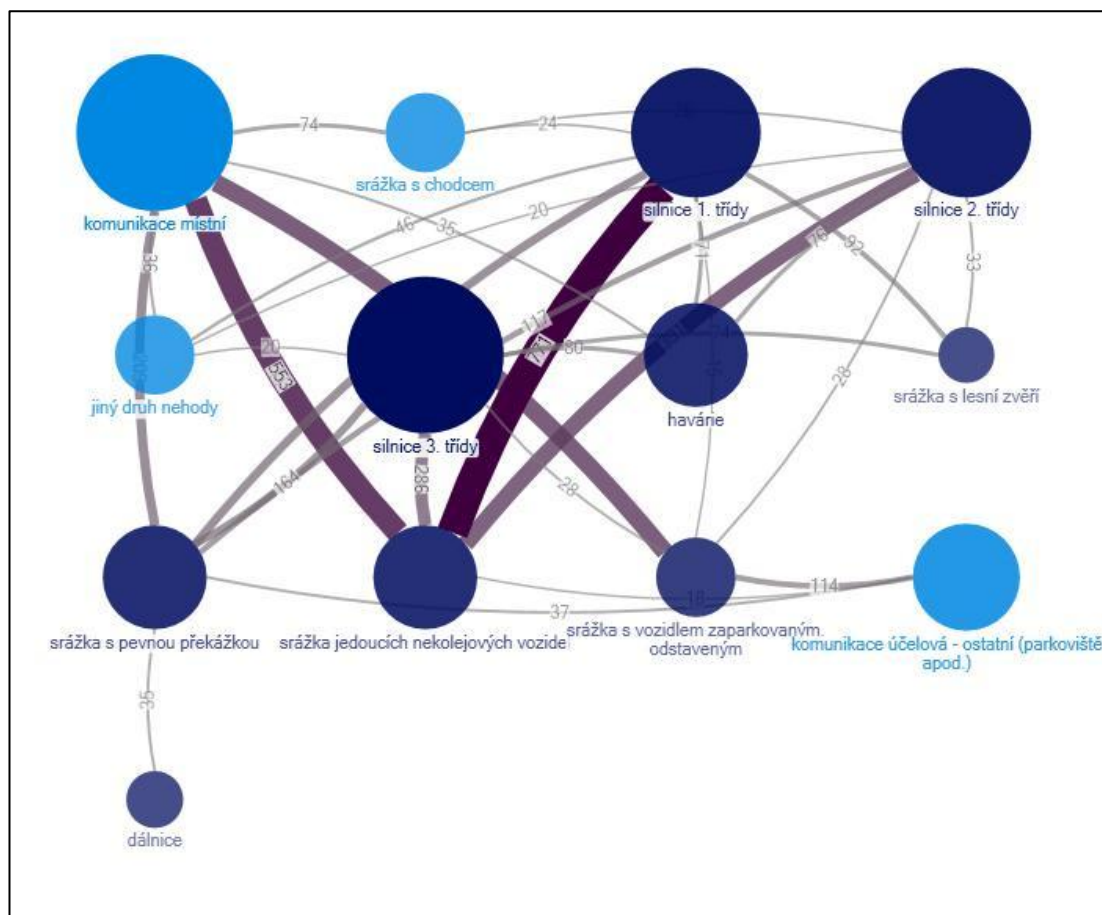 74
24
srážka s chodcem
silnice 1. třídy
silnice 2. třídy
komunikace místní
46
35
20
36
71
76
92
33
117
20
553
80
28
jiný druh nehody
silnice 3. třídy
havárie
srážka s lesní zvěří
164
286
28
srážka s pevnou překážkou
srážka jedoucích nekolejových vozide
srážka s vozidlem zaparkovaným.
odstaveným
komunikace účelová - ostatní (parkoviště
apod.)
37
18
114
35
dálnice